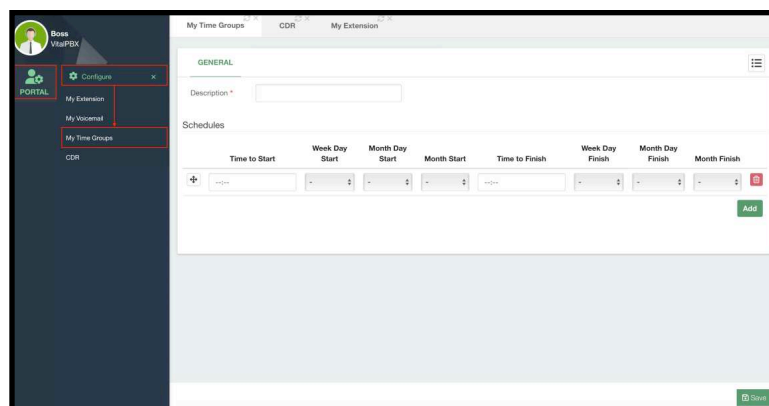 Boss
VitalPBX
PORTAL
Configure ×
My Extension
My Voicemail
My Time Groups
CDR
My Time Groups
CDR
My Extension
GENERAL
Description *
Schedules
Time to Start
Week Day Start
Month Day Start
Month Start
Time to Finish
Week Day Finish
Month Day Finish
Month Finish
--:-- - - - --:-- - - -
Add
Save